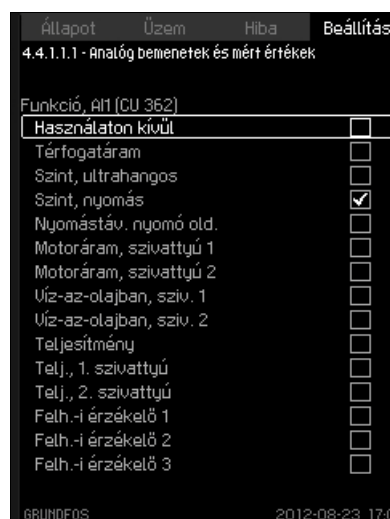 Állapot Üzem Hiba Beállítás
4.4.1.1.1 - Analóg bemenetek és mért értékek
Funkció, AI1 (CU 362)
Használaton kívül
Térfogatáram
Szint, ultrahangos
Szint, nyomás
Nyomástáv. nyomó old.
Motoráram, szivattyú 1
Motoráram, szivattyú 2
Víz-az-olajban, sziv. 1
Víz-az-olajban, sziv. 2
Teljesítmény
Telj., 1. szivattyú
Telj., 2. szivattyú
Felh.-i érzékelő 1
Felh.-i érzékelő 2
Felh.-i érzékelő 3
GRUNDFOS 2012-08-23